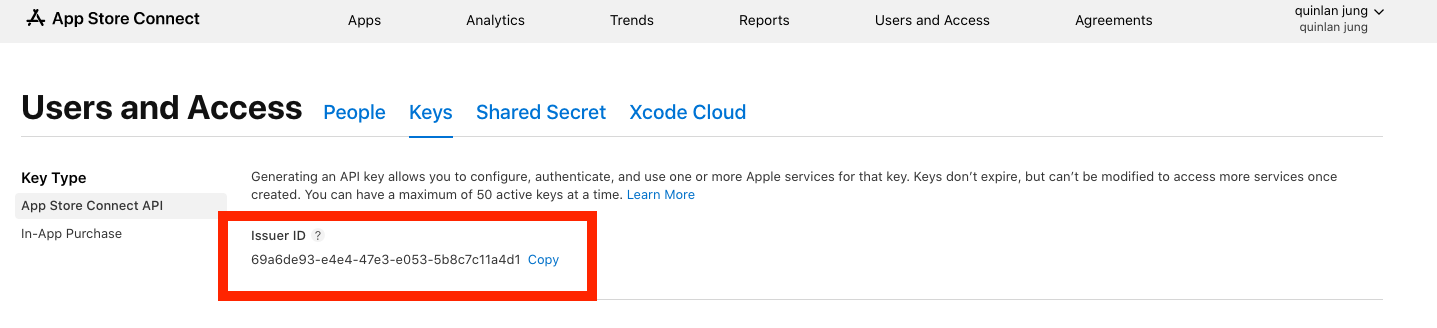 App Store Connect Apps Analytics Trends Reports Users and Access Agreements quinlan jung
quinlan jung
Users and Access People Keys Shared Secret Xcode Cloud
Key Type
App Store Connect API
In-App Purchase
Generating an API key allows you to configure, authenticate, and use one or more Apple services for that key. Keys don’t expire, but can’t be modified to access more services once
created. You can have a maximum of 50 active keys at a time. Learn More
Issuer ID ?
69a6de93-e4e4-47e3-e053-5b8c7c11a4d1 Copy